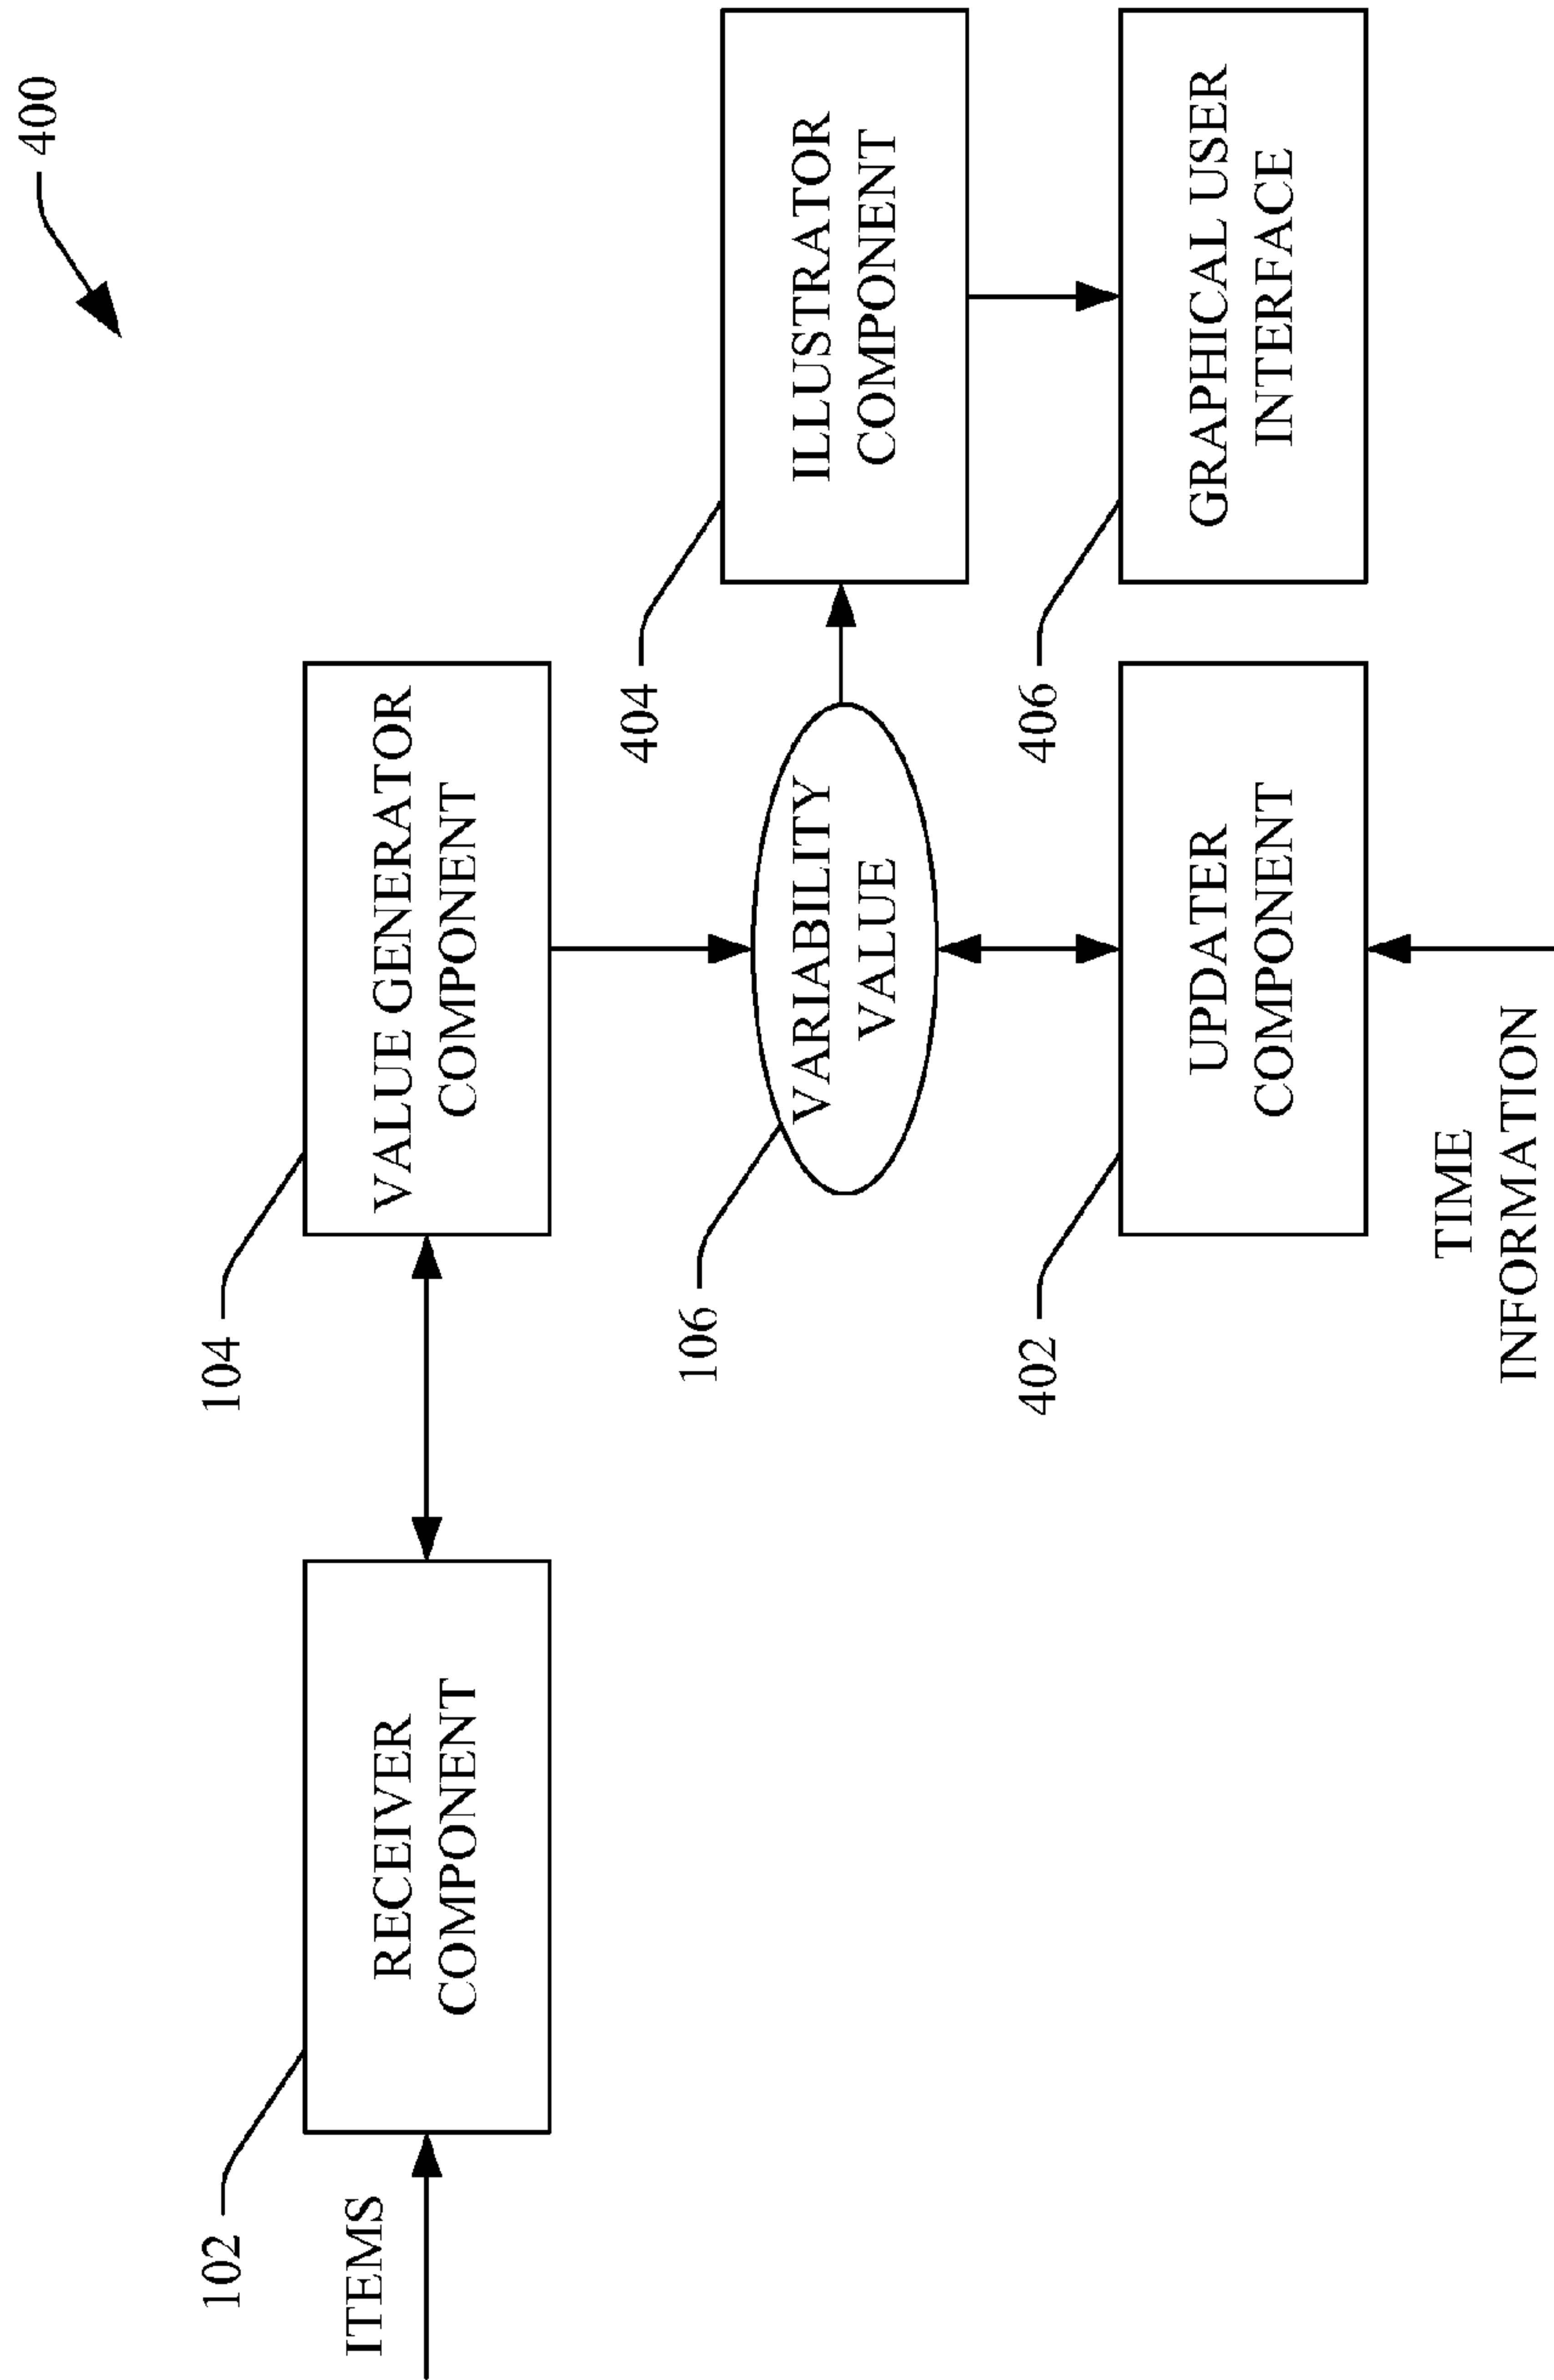 400
102
ITEMS
RECEIVER
COMPONENT
104
VALUE GENERATOR
COMPONENT
106
VARIABILITY
VALUE
404
ILLUSTRATOR
COMPONENT
402
UPDATER
COMPONENT
406
GRAPHICAL USER
INTERFACE
TIME
INFORMATION